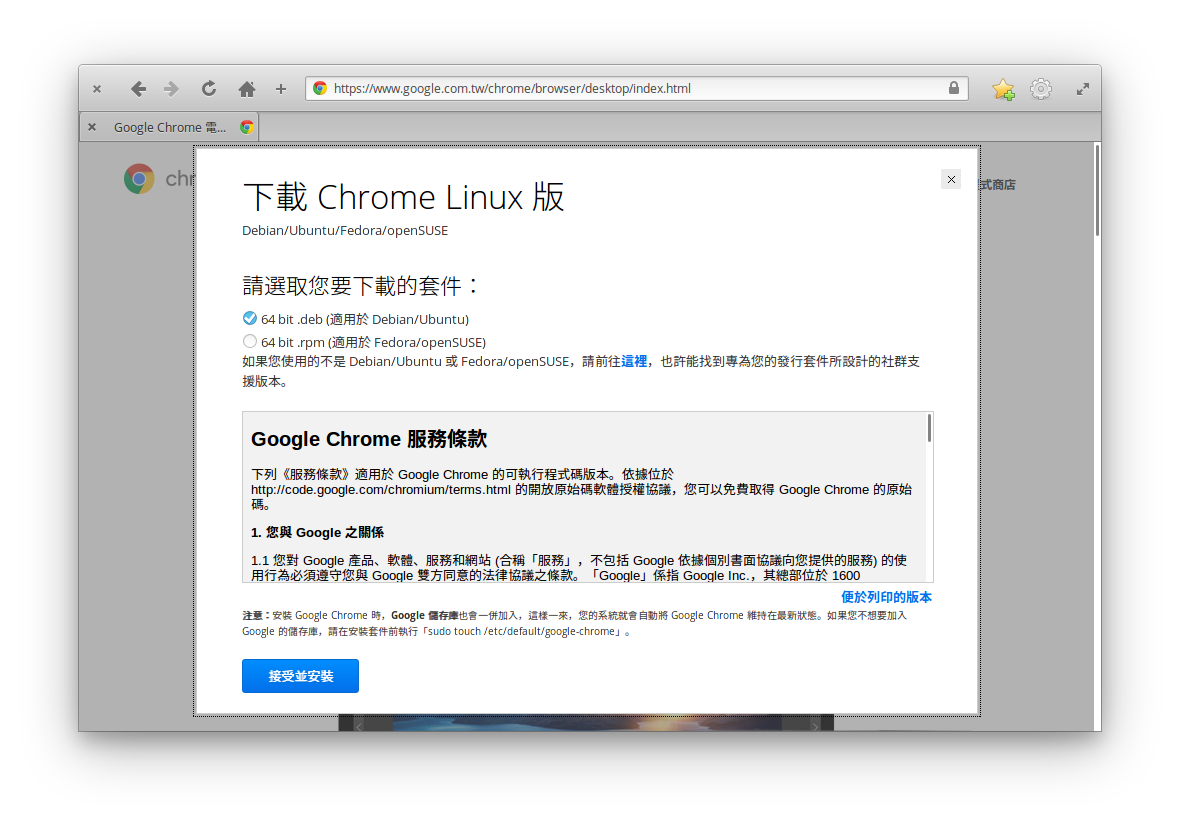 https://www.google.com.tw/chrome/browser/desktop/index.html
Google Chrome 電...
chr
式商店
下載 Chrome Linux 版
Debian/Ubuntu/Fedora/openSUSE
請選取您要下載的套件：
64 bit .deb (適用於 Debian/Ubuntu)
64 bit .rpm (適用於 Fedora/openSUSE)
如果您使用的不是 Debian/Ubuntu 或 Fedora/openSUSE，請前往這裡，也許能找到專為您的發行套件所設計的社群支
援版本。
Google Chrome 服務條款
下列《服務條款》適用於 Google Chrome 的可執行程式碼版本。依據位於
http://code.google.com/chromium/terms.html 的開放原始碼軟體授權協議，您可以免費取得 Google Chrome 的原始
碼。
1. 您與 Google 之關係
1.1 您對 Google 產品、軟體、服務和網站 (合稱「服務」，不包括 Google 依據個別書面協議向您提供的服務) 的使
用行為必須遵守您與 Google 雙方同意的法律協議之條款。「Google」係指 Google Inc.，其總部位於 1600
便於列印的版本
注意：安裝 Google Chrome 時，Google 儲存庫也會一併加入，這樣一來，您的系統就會自動將 Google Chrome 維持在最新狀態。如果您不想要加入
Google 的儲存庫，請在安裝套件前執行「sudo touch /etc/default/google-chrome」。
接受並安裝